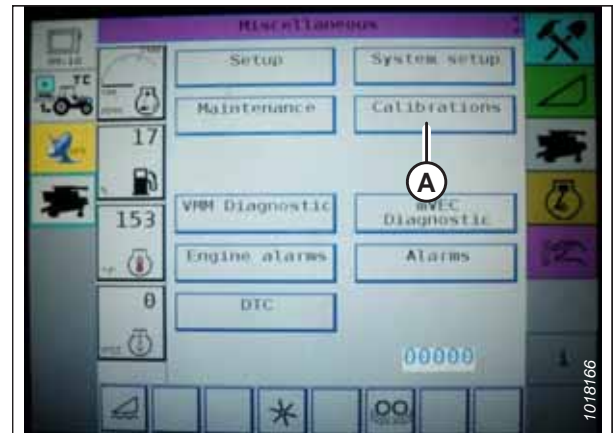 Miscellaneous
TC
Setup
System setup
Maintenance
Calibrations
17
A
VMM Diagnostic
mVEC
Diagnostic
153
Engine alarms
Alarms
0
DTC
00000
i
1018166